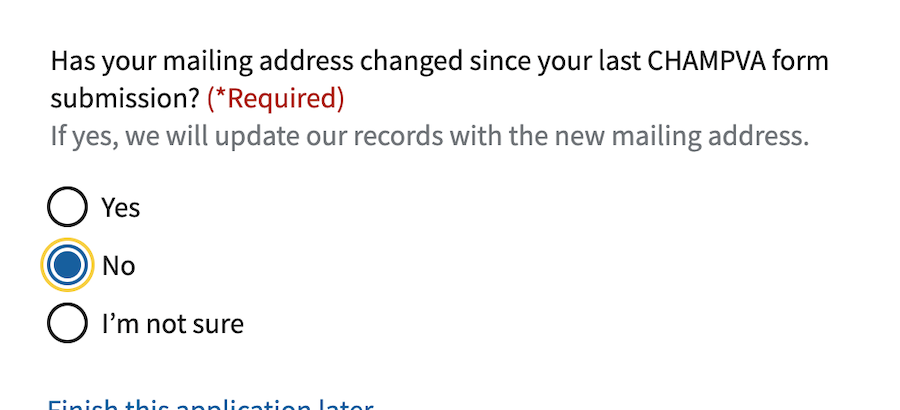 Has your mailing address changed since your last CHAMPVA form
submission? (*Required)
If yes, we will update our records with the new mailing address.
Yes
No
I’m not sure
Finish this application later